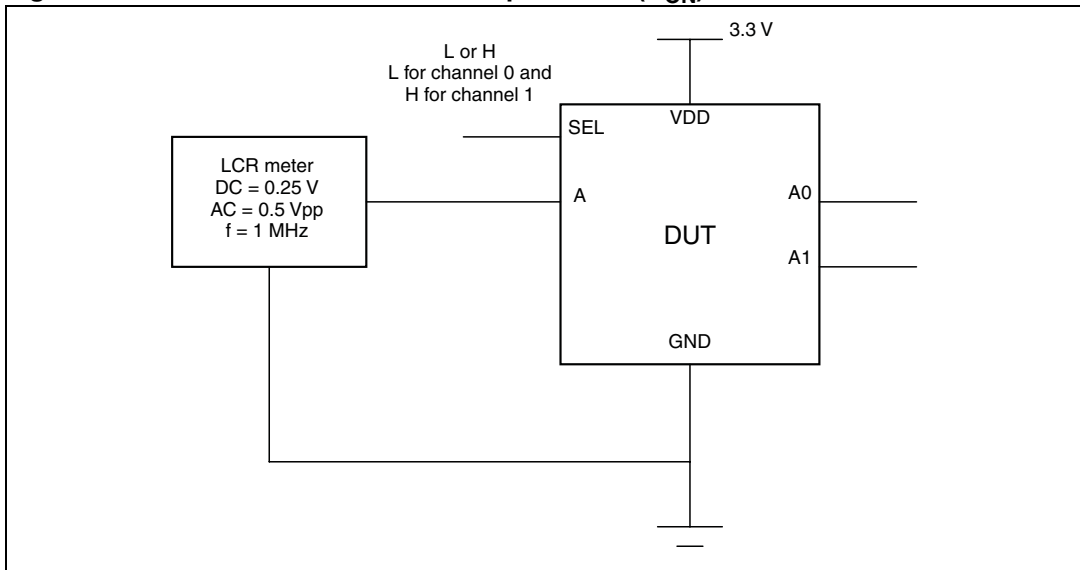 3.3 V
L or H
L for channel 0 and
H for channel 1
VDD
SEL
LCR meter
DC = 0.25 V
AC = 0.5 Vpp
f = 1 MHz
A
A0
DUT
A1
GND